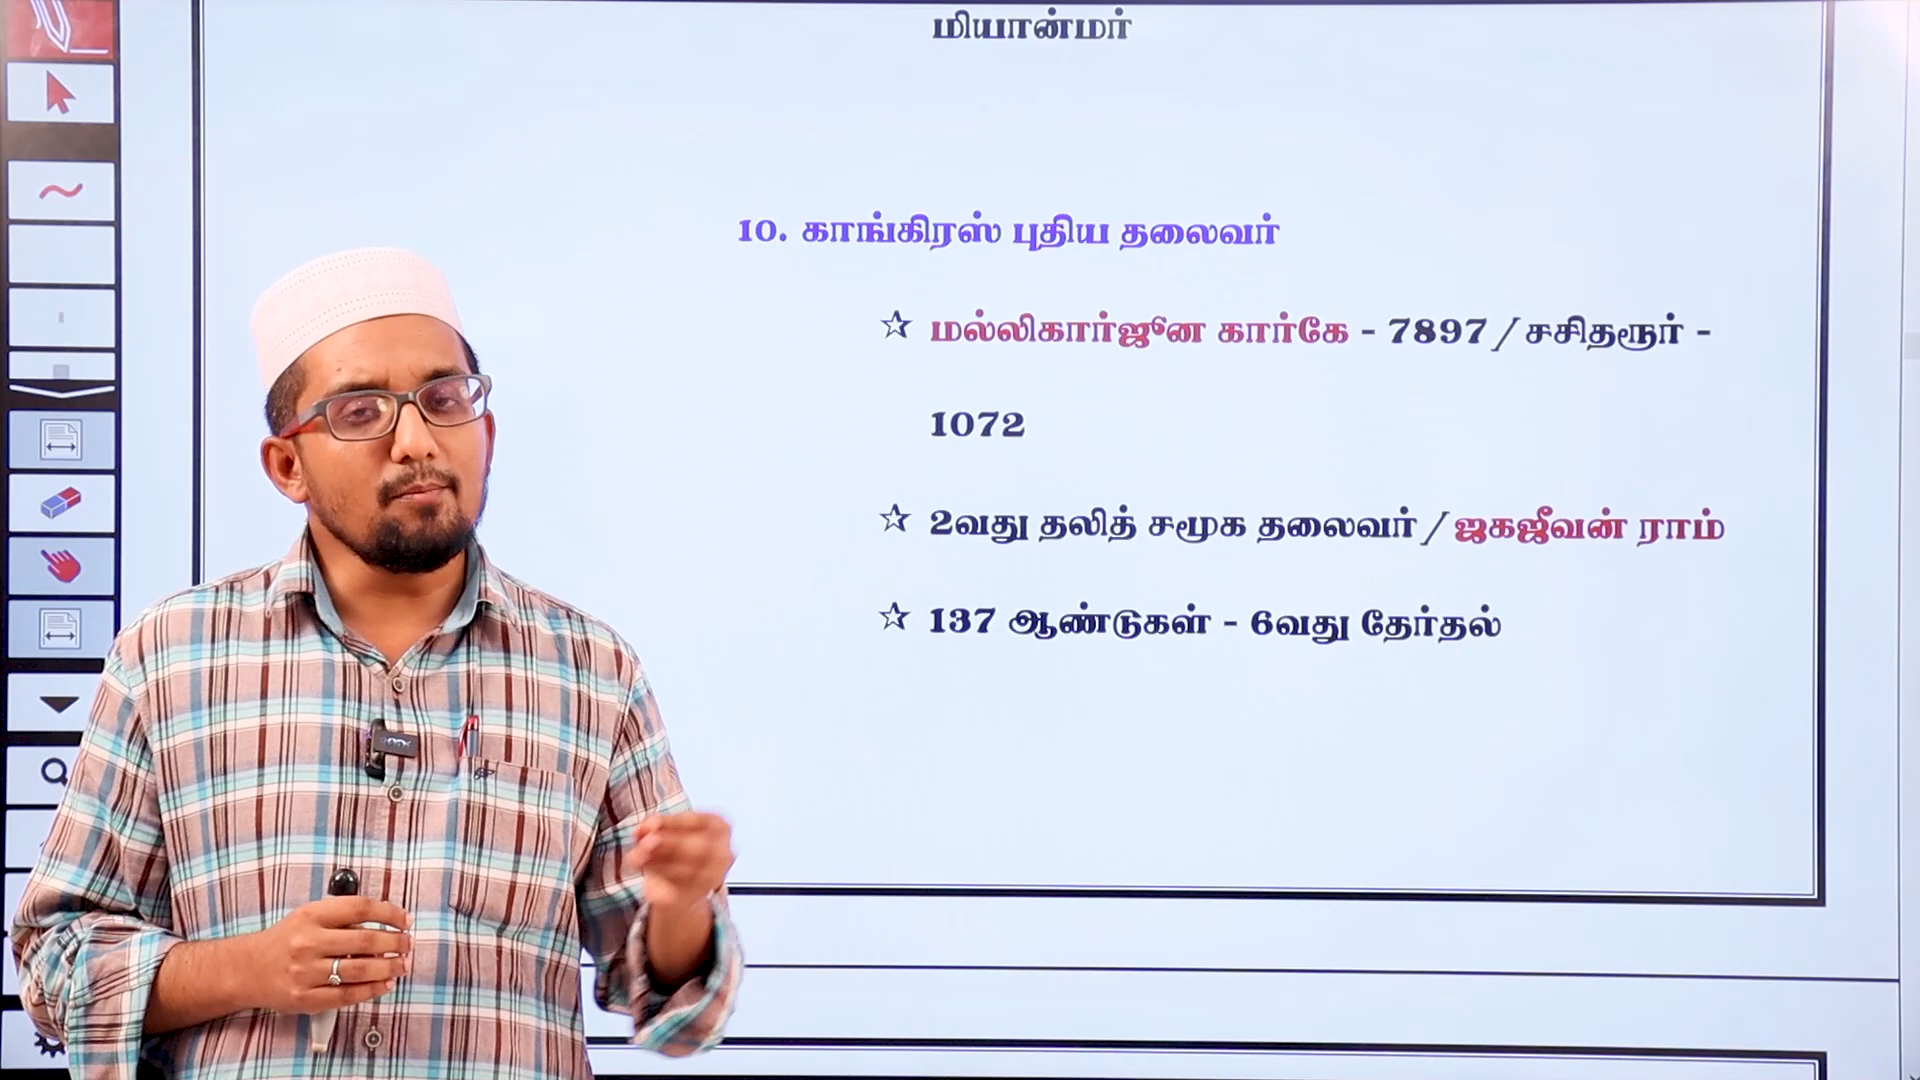 மியான்மர்
10. காங்கிரஸ் புதிய தலைவர்
☆ மல்லிகார்ஜூன கார்கே - 7897 / சசிதரூர் -
1072
☆ 2வது தலித் சமூக தலைவர் / ஜகஜீவன் ராம்
☆ 137 ஆண்டுகள் - 6வது தேர்தல்